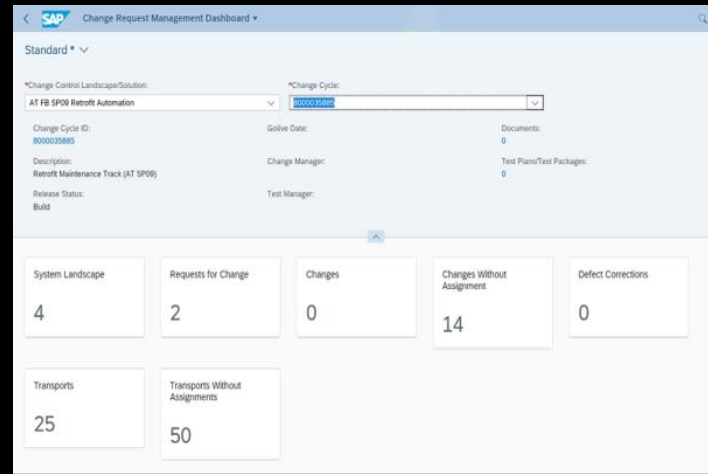 SAP Change Request Management Dashboard
Standard *
*Change Control Landscape/Solution: *Change Cycle:
AT FB SP09 Retrofit Automation 8000035885
Change Cycle ID: Golive Date: Documents:
8000035885 0
Description: Change Manager: Test Plans/Test Packages:
Retrofit Maintenance Track (AT SP09) 0
Release Status: Test Manager:
Build
System Landscape Requests for Change Changes Changes Without Assignment Defect Corrections
4 2 0 14 0
Transports Transports Without Assignments
25 50